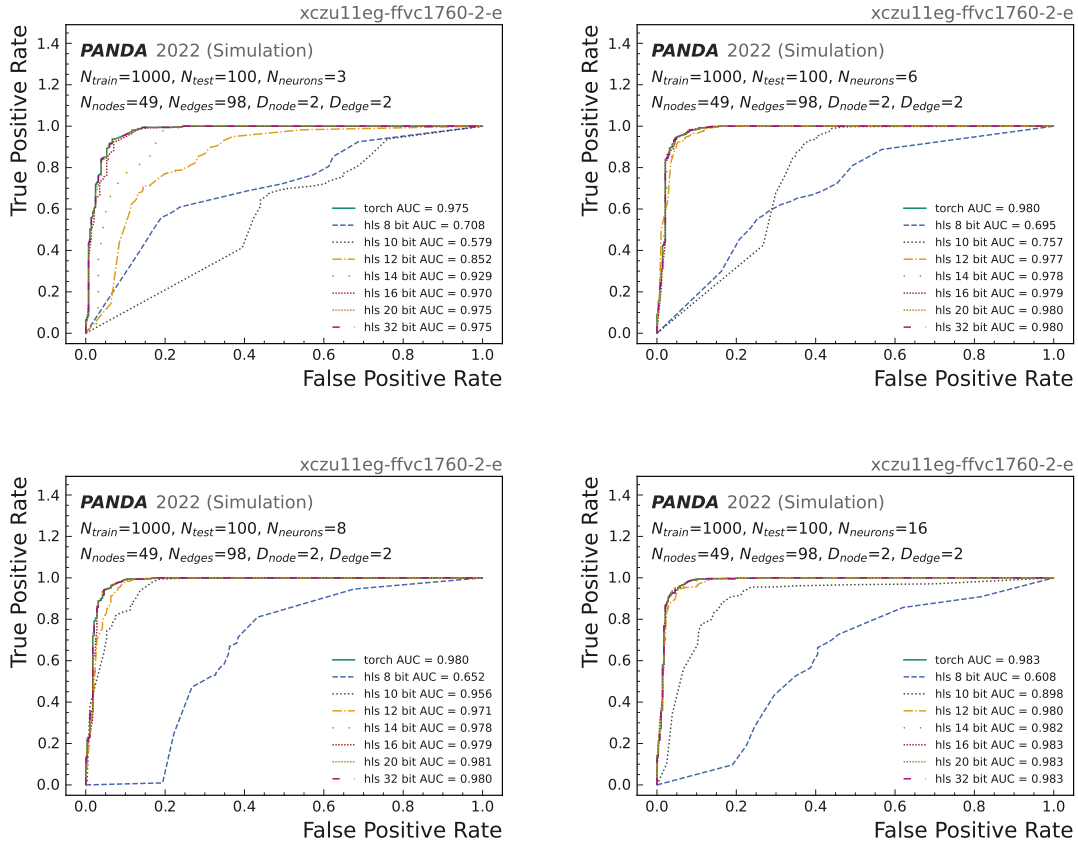 xczu11eg-ffvc1760-2-e
True Positive Rate
1.4
1.2
1.0
0.8
0.6
0.4
0.2
0.0
PANDA 2022 (Simulation)
N_train=1000, N_test=100, N_neurons=3
N_nodes=49, N_edges=98, D_node=2, D_edge=2
torch AUC = 0.975
hls 8 bit AUC = 0.708
hls 10 bit AUC = 0.579
hls 12 bit AUC = 0.852
hls 14 bit AUC = 0.929
hls 16 bit AUC = 0.970
hls 20 bit AUC = 0.975
hls 32 bit AUC = 0.975
0.0 0.2 0.4 0.6 0.8 1.0
False Positive Rate
xczu11eg-ffvc1760-2-e
True Positive Rate
1.4
1.2
1.0
0.8
0.6
0.4
0.2
0.0
PANDA 2022 (Simulation)
N_train=1000, N_test=100, N_neurons=6
N_nodes=49, N_edges=98, D_node=2, D_edge=2
torch AUC = 0.980
hls 8 bit AUC = 0.695
hls 10 bit AUC = 0.757
hls 12 bit AUC = 0.977
hls 14 bit AUC = 0.978
hls 16 bit AUC = 0.979
hls 20 bit AUC = 0.980
hls 32 bit AUC = 0.980
0.0 0.2 0.4 0.6 0.8 1.0
False Positive Rate
xczu11eg-ffvc1760-2-e
True Positive Rate
1.4
1.2
1.0
0.8
0.6
0.4
0.2
0.0
PANDA 2022 (Simulation)
N_train=1000, N_test=100, N_neurons=8
N_nodes=49, N_edges=98, D_node=2, D_edge=2
torch AUC = 0.980
hls 8 bit AUC = 0.652
hls 10 bit AUC = 0.956
hls 12 bit AUC = 0.971
hls 14 bit AUC = 0.978
hls 16 bit AUC = 0.979
hls 20 bit AUC = 0.981
hls 32 bit AUC = 0.980
0.0 0.2 0.4 0.6 0.8 1.0
False Positive Rate
xczu11eg-ffvc1760-2-e
True Positive Rate
1.4
1.2
1.0
0.8
0.6
0.4
0.2
0.0
PANDA 2022 (Simulation)
N_train=1000, N_test=100, N_neurons=16
N_nodes=49, N_edges=98, D_node=2, D_edge=2
torch AUC = 0.983
hls 8 bit AUC = 0.608
hls 10 bit AUC = 0.898
hls 12 bit AUC = 0.980
hls 14 bit AUC = 0.982
hls 16 bit AUC = 0.983
hls 20 bit AUC = 0.983
hls 32 bit AUC = 0.983
0.0 0.2 0.4 0.6 0.8 1.0
False Positive Rate